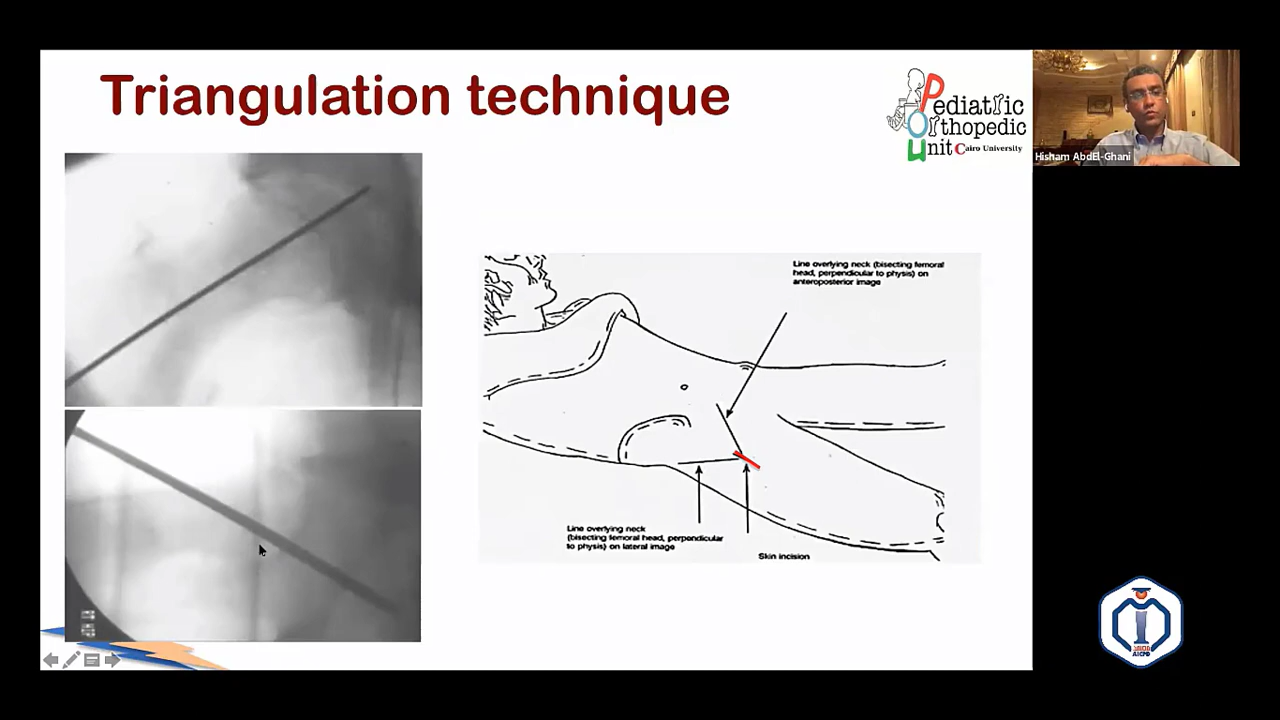 Triangulation technique
Pediatric
Orthopedic
Unit Cairo University
Hisham AbdEl-Ghani
Line overlying neck (bisecting femoral
head, perpendicular to physis) on
anteroposterior image
Line overlying neck
(bisecting femoral head, perpendicular
to physis) on lateral image
Skin incision